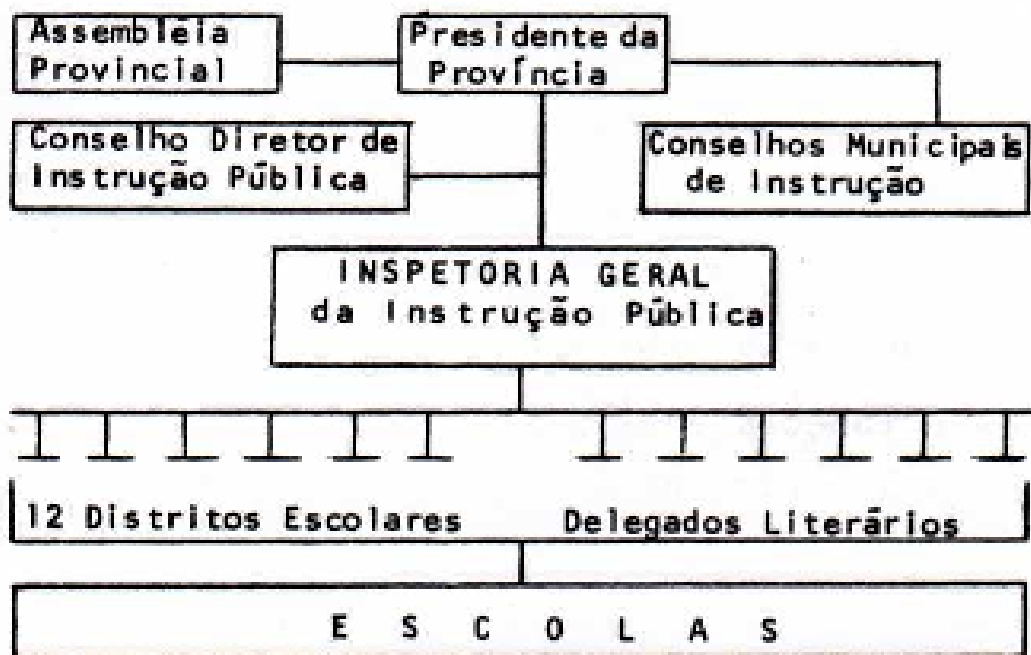 Assembléia
Provincial
Presidente da
Província
Conselho Diretor de
Instrução Pública
Conselhos Municipais
de Instrução
INSPETORIA GERAL
da Instrução Pública
12 Distritos Escolares
Delegados Literários
E S C O L A S